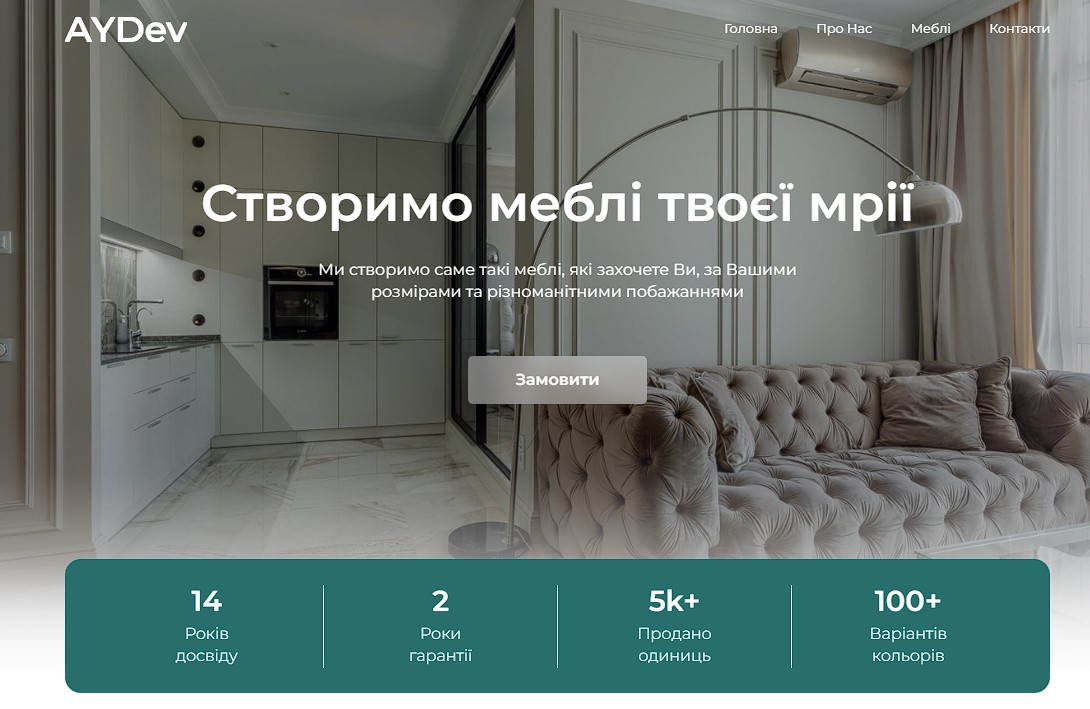 AYDev
Головна Про Нас Меблі Контакти
Створимо меблі твоєї мрії
Ми створимо саме такі меблі, які захочете Ви, за Вашими
розмірами та різноманітними побажаннями
Замовити
14
Років
досвіду
2
Роки
гарантії
5k+
Продано
одиниць
100+
Варіантів
кольорів